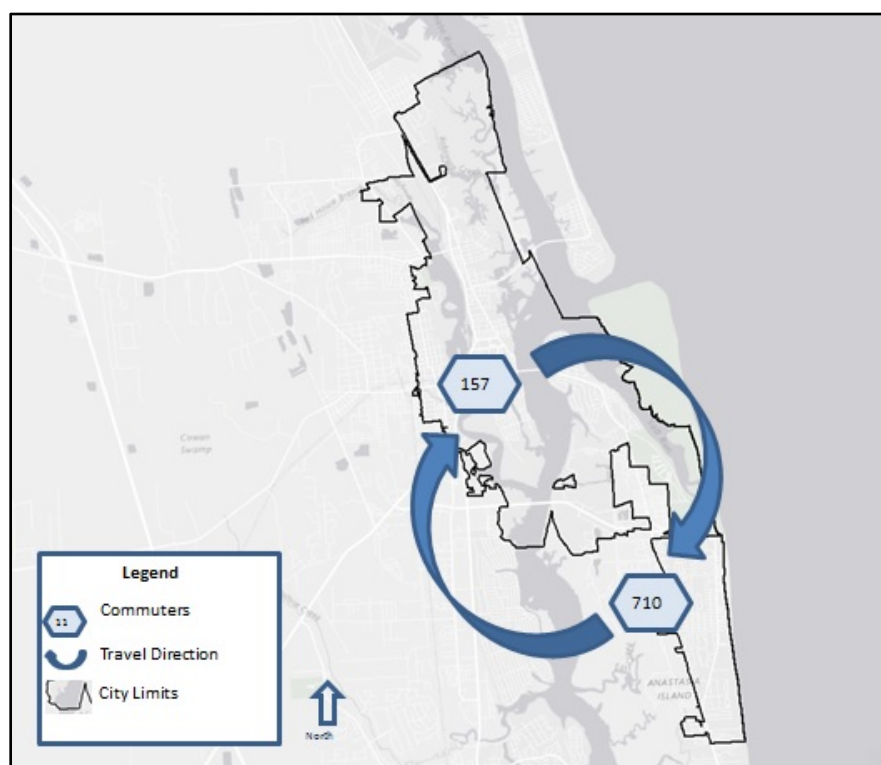 157
Cowan
Swamp
710
Legend
11
Commuters
Travel Direction
City Limits
North
ANASTASIA
ISLAND